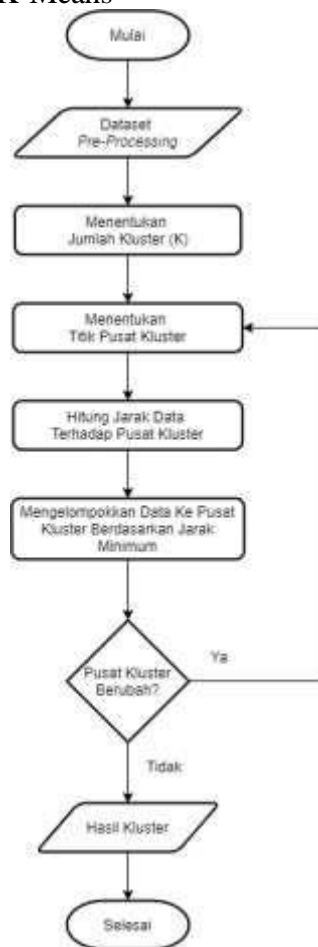 K-Means
Mulai
Dataset
Pre-Processing
Menentukan
Jumlah Kluster (K)
Menentukan
Titik Pusat Kluster
Hitung Jarak Data
Terhadap Pusat Kluster
Mengelompokkan Data Ke Pusat
Kluster Berdasarkan Jarak
Minimum
Pusat Kluster
Berubah?
Ya
Tidak
Hasil Kluster
Selesai